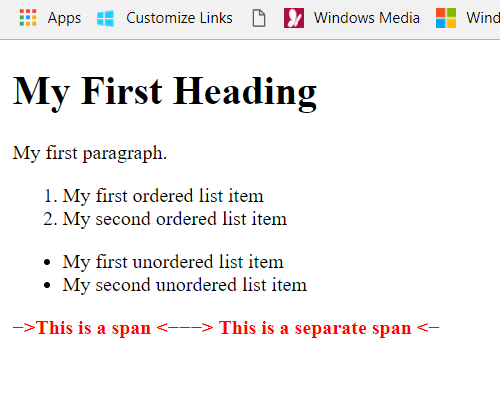 Apps Customize Links Windows Media Wind
My First Heading
My first paragraph.
1. My first ordered list item
2. My second ordered list item
• My first unordered list item
• My second unordered list item
–>This is a span <–––> This is a separate span <–